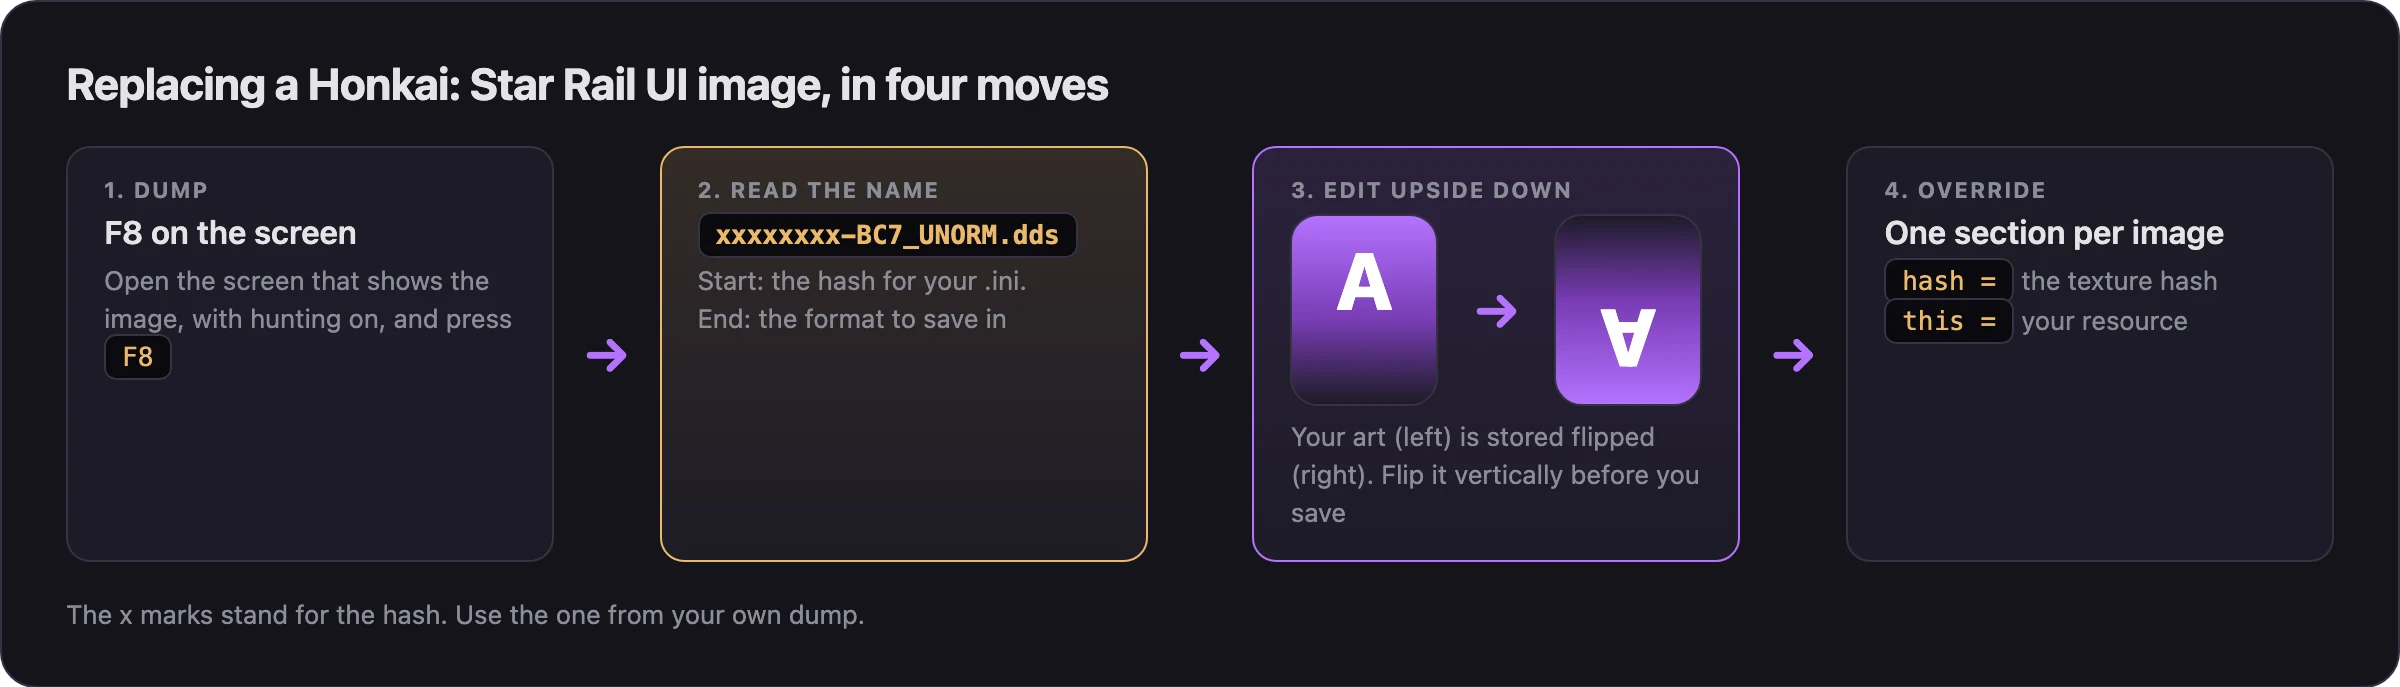 Replacing a Honkai: Star Rail UI image, in four moves
1. DUMP
F8 on the screen
Open the screen that shows the
image, with hunting on, and press
F8
2. READ THE NAME
xxxxxxxx-BC7_UNORM.dds
Start: the hash for your .ini.
End: the format to save in
3. EDIT UPSIDE DOWN
A
A
Your art (left) is stored flipped
(right). Flip it vertically before you
save
4. OVERRIDE
One section per image
hash = the texture hash
this = your resource
The x marks stand for the hash. Use the one from your own dump.